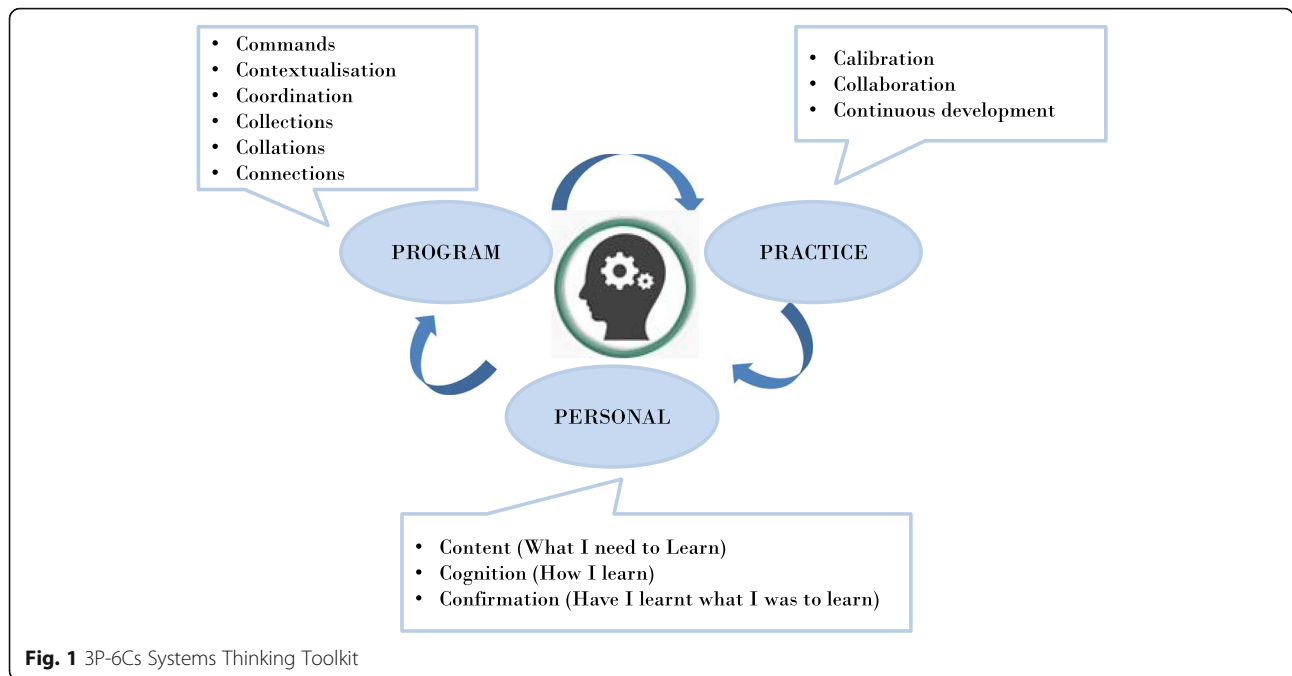 • Commands
• Contextualisation
• Coordination
• Collections
• Collations
• Connections
• Calibration
• Collaboration
• Continuous development
PROGRAM
PRACTICE
PERSONAL
• Content (What I need to Learn)
• Cognition (How I learn)
• Confirmation (Have I learnt what I was to learn)
Fig. 1 3P-6Cs Systems Thinking Toolkit